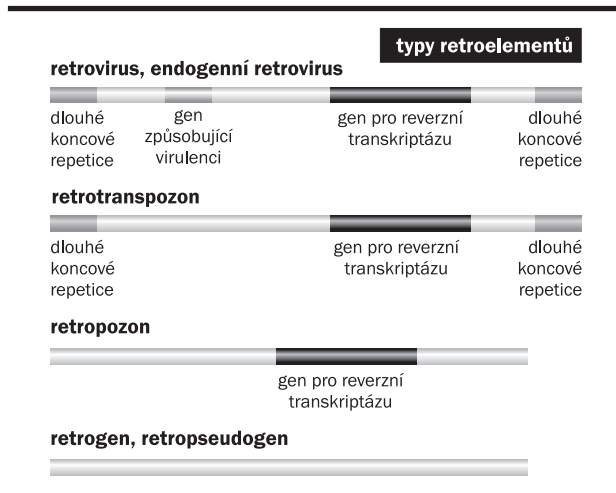 typy retroelementů
retrovirus, endogenní retrovirus
dlouhé
koncové
repetice
gen
způsobující
virulenci
gen pro reverzní
transkriptázu
dlouhé
koncové
repetice
retrotranspozon
dlouhé
koncové
repetice
gen pro reverzní
transkriptázu
dlouhé
koncové
repetice
retropozon
gen pro reverzní
transkriptázu
retrogen, retropseudogen